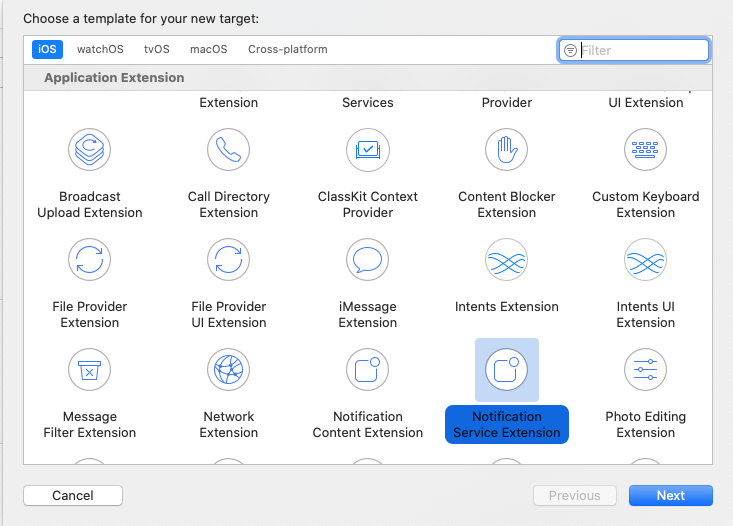 Choose a template for your new target:
iOS watchOS tvOS macOS Cross-platform Filter
Application Extension
Extension Services Provider UI Extension
Broadcast Call Directory ClassKit Context Content Blocker Custom Keyboard
Upload Extension Extension Provider Extension Extension
File Provider File Provider iMessage Intents Extension Intents UI
Extension UI Extension Extension Extension
Message Network Notification Notification Photo Editing
Filter Extension Extension Content Extension Service Extension Extension
Cancel Previous Next